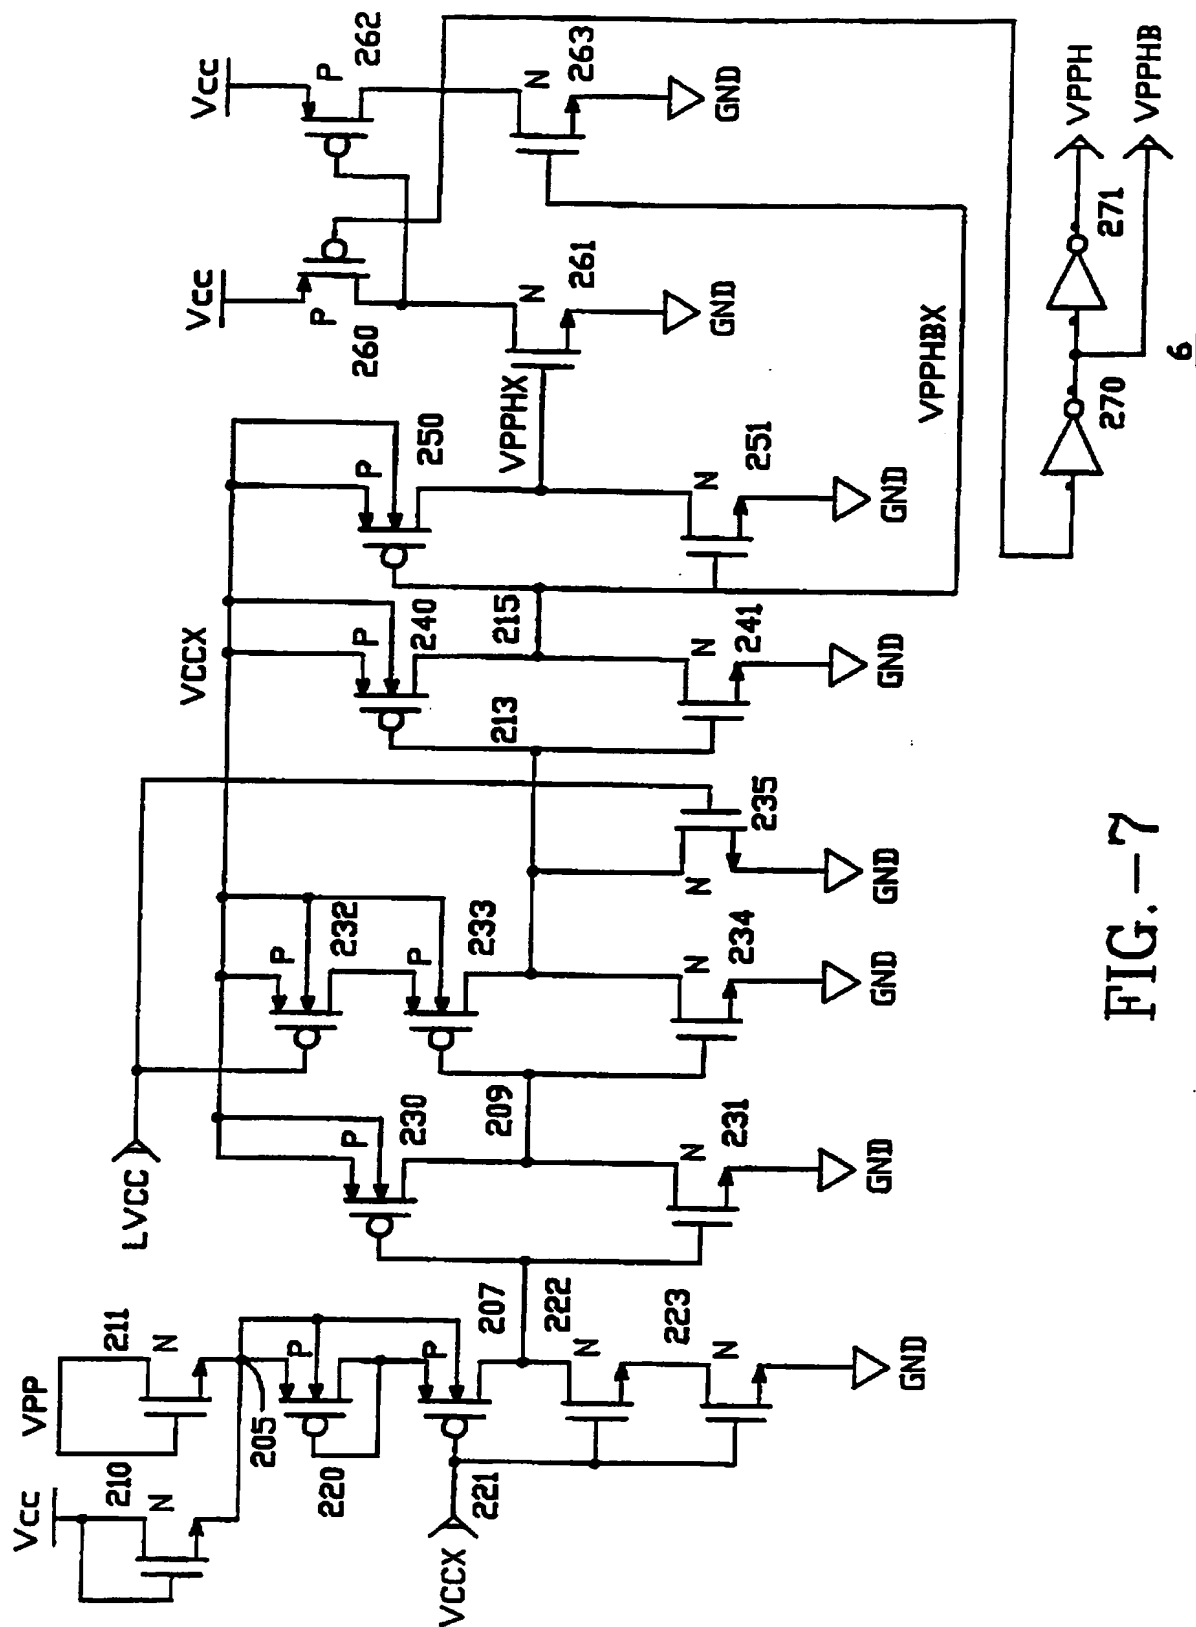 Vcc
210
N
VPP
211
N
205
P
220
P
221
VCCX
207
222
N
223
N
GND
LVCC
P
230
209
N
231
GND
P
232
P
233
N
234
GND
N
235
GND
VCCX
P
240
213
215
N
241
GND
P
250
VPPHX
N
251
GND
Vcc
P
260
N
261
GND
Vcc
P
262
N
263
GND
VPPHBX
270
271
VPPH
VPPHB
6
FIG.-7